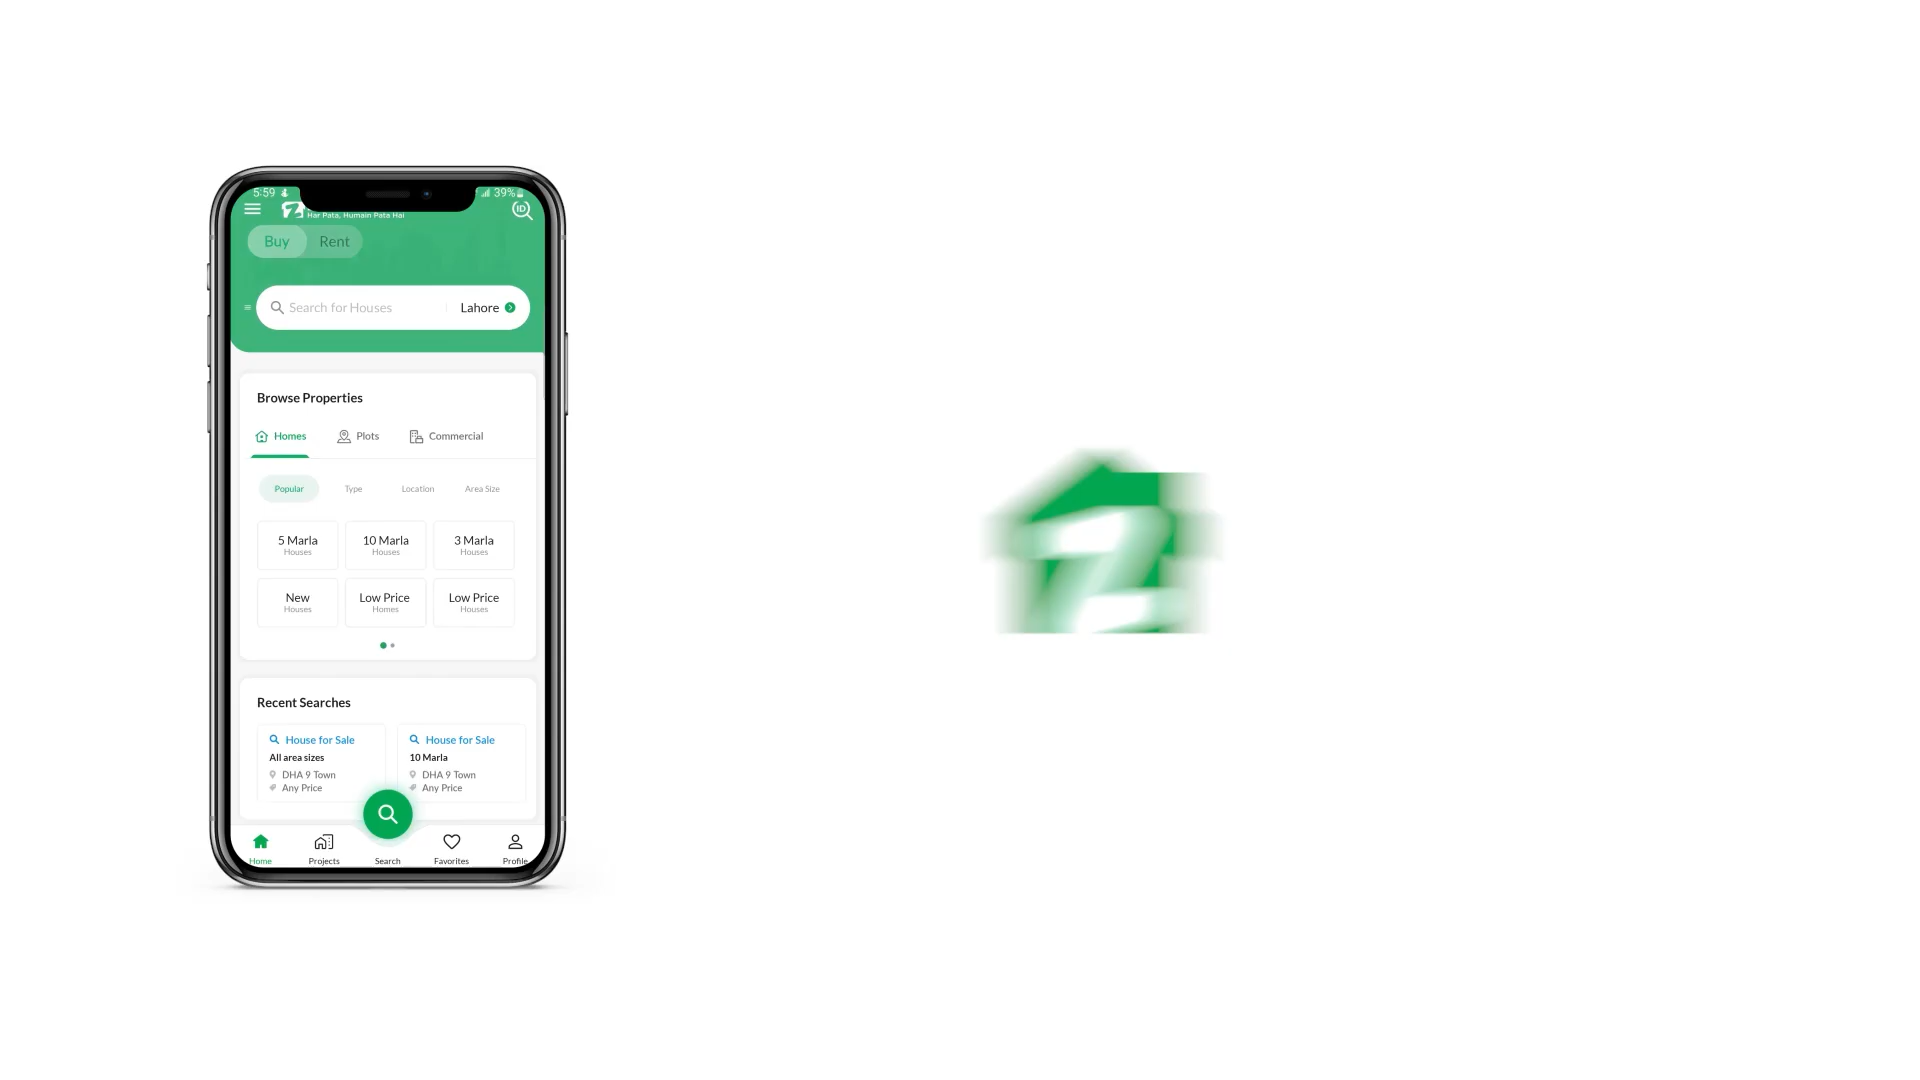 5:59
39%
Har Pata, Humain Pata Hai
ID
Buy Rent
Search for Houses Lahore
Browse Properties
Homes Plots Commercial
Popular Type Location Area Size
5 Marla 10 Marla 3 Marla
Houses Houses Houses
New Low Price Low Price
Houses Homes Houses
Recent Searches
House for Sale House for Sale
All area sizes 10 Marla
DHA 9 Town DHA 9 Town
Any Price Any Price
Home Projects Search Favorites Profile